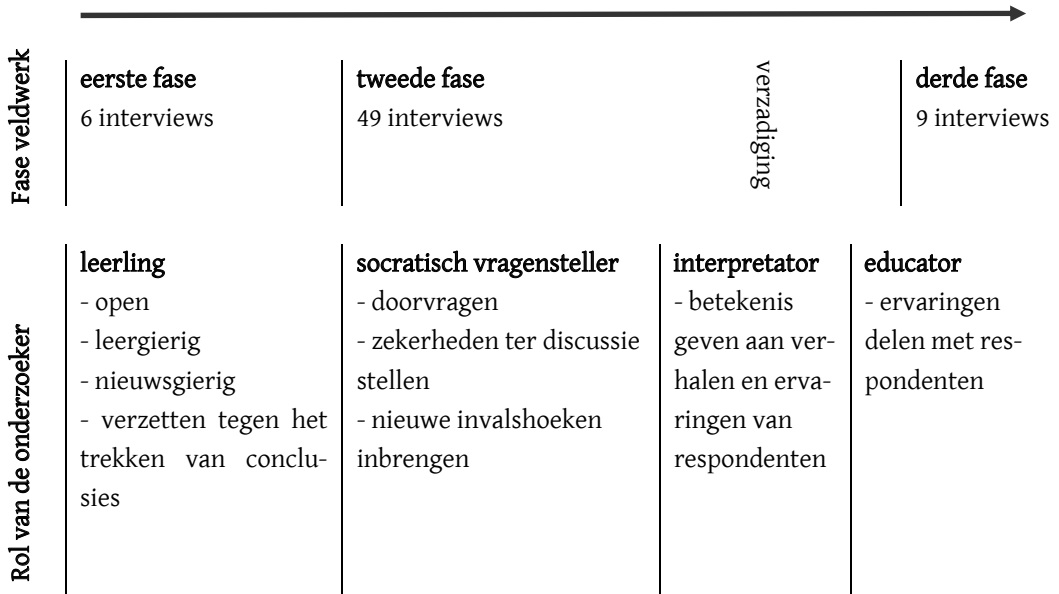 Fase veldwerk
eerste fase
6 interviews
tweede fase
49 interviews
verzadiging
derde fase
9 interviews
Rol van de onderzoeker
leerling
- open
- leergierig
- nieuwsgierig
- verzetten tegen het
trekken van conclu-
sies
socratisch vragensteller
- doorvragen
- zekerheden ter discussie
stellen
- nieuwe invalshoeken
inbrengen
interpretator
- betekenis
geven aan ver-
halen en erva-
ringen van
respondenten
educator
- ervaringen
delen met res-
pondenten